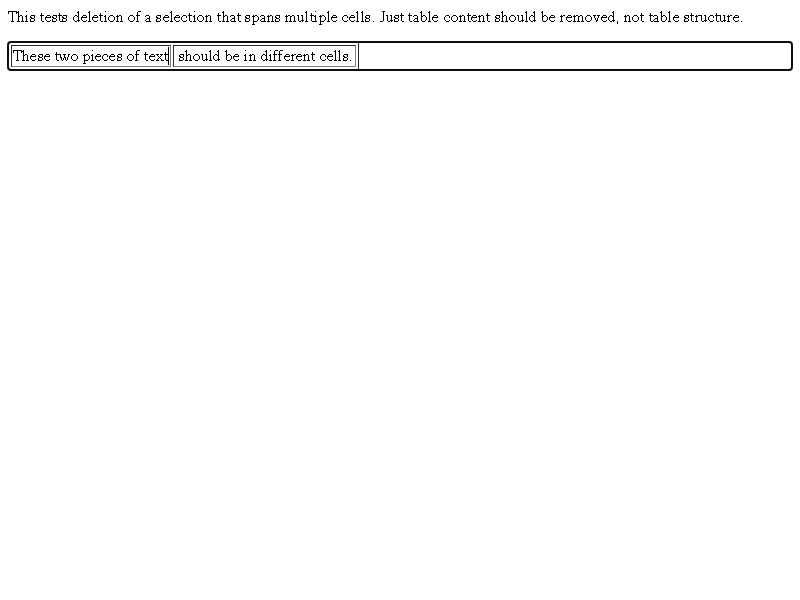 This tests deletion of a selection that spans multiple cells. Just table content should be removed, not table structure.
These two pieces of text should be in different cells.